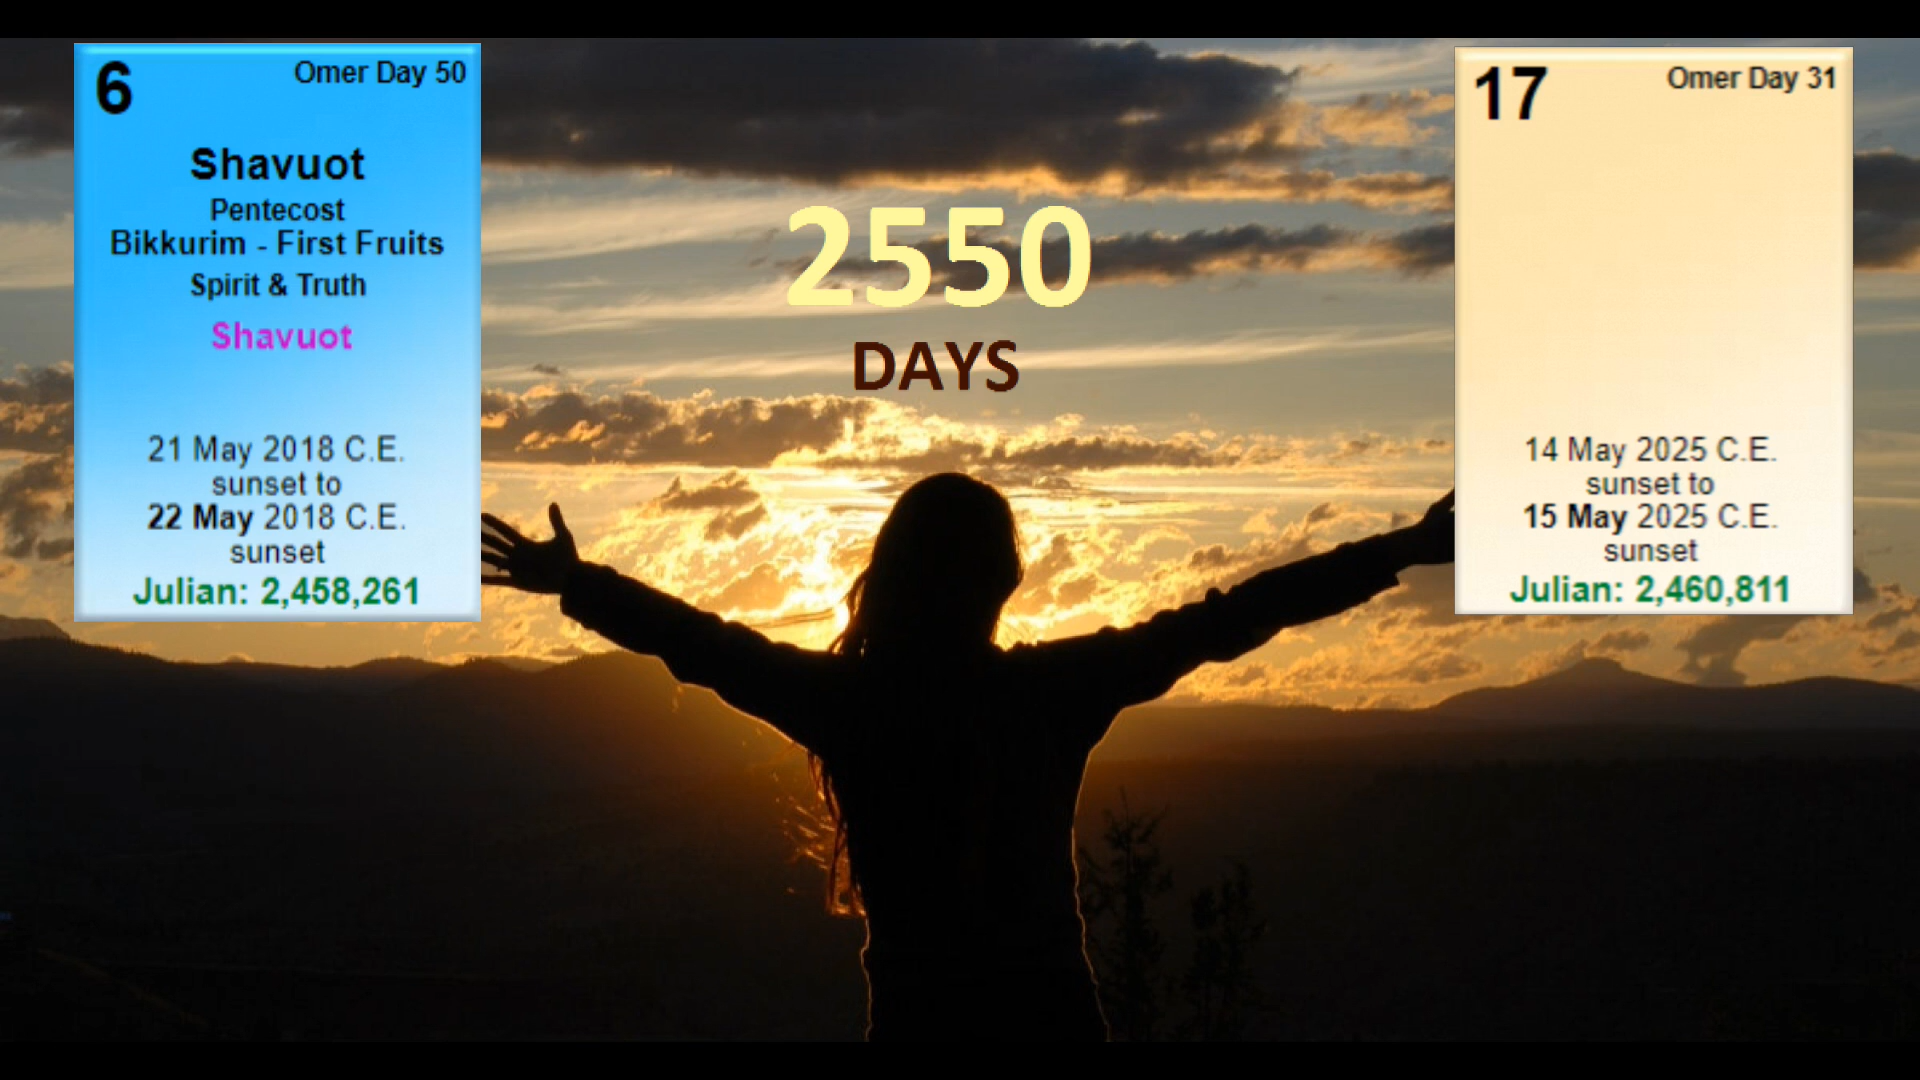 6
Omer Day 50
Shavuot
Pentecost
Bikkurim - First Fruits
Spirit & Truth
Shavuot
21 May 2018 C.E.
sunset to
22 May 2018 C.E.
sunset
Julian: 2,458,261
2550
DAYS
17
Omer Day 31
14 May 2025 C.E.
sunset to
15 May 2025 C.E.
sunset
Julian: 2,460,811